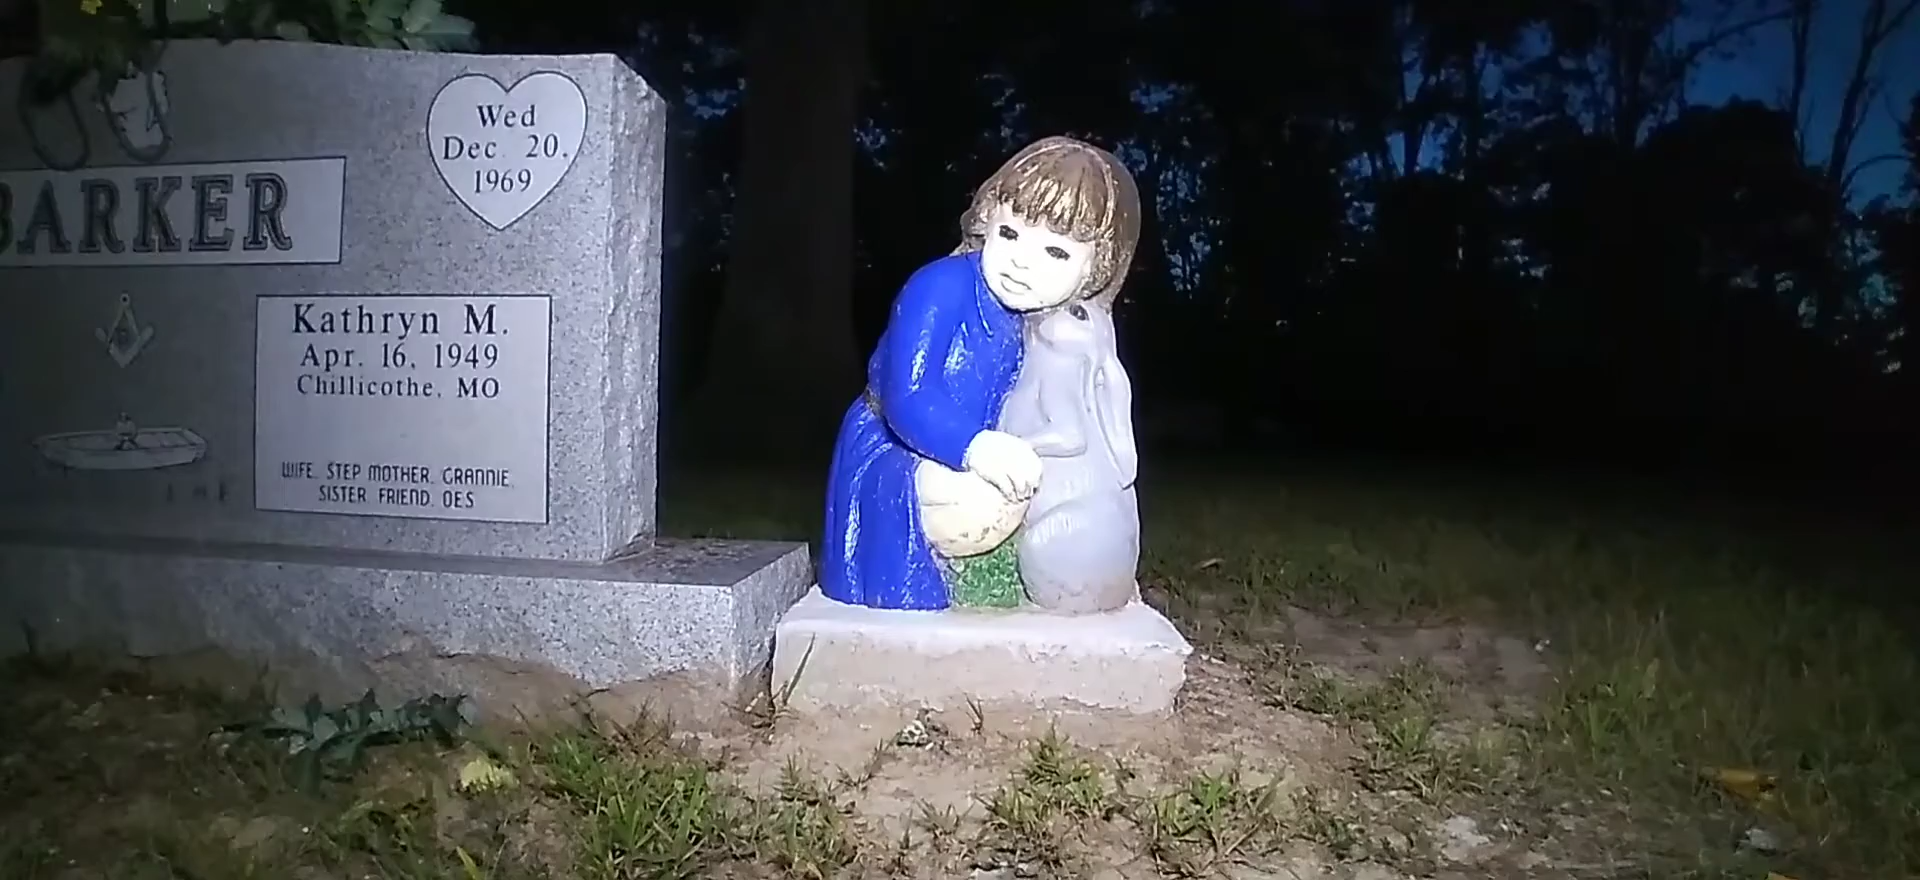 Wed
Dec. 20,
1969
BARKER
Kathryn M.
Apr. 16, 1949
Chillicothe, MO
WIFE, STEP MOTHER, GRANNIE,
SISTER, FRIEND, OES